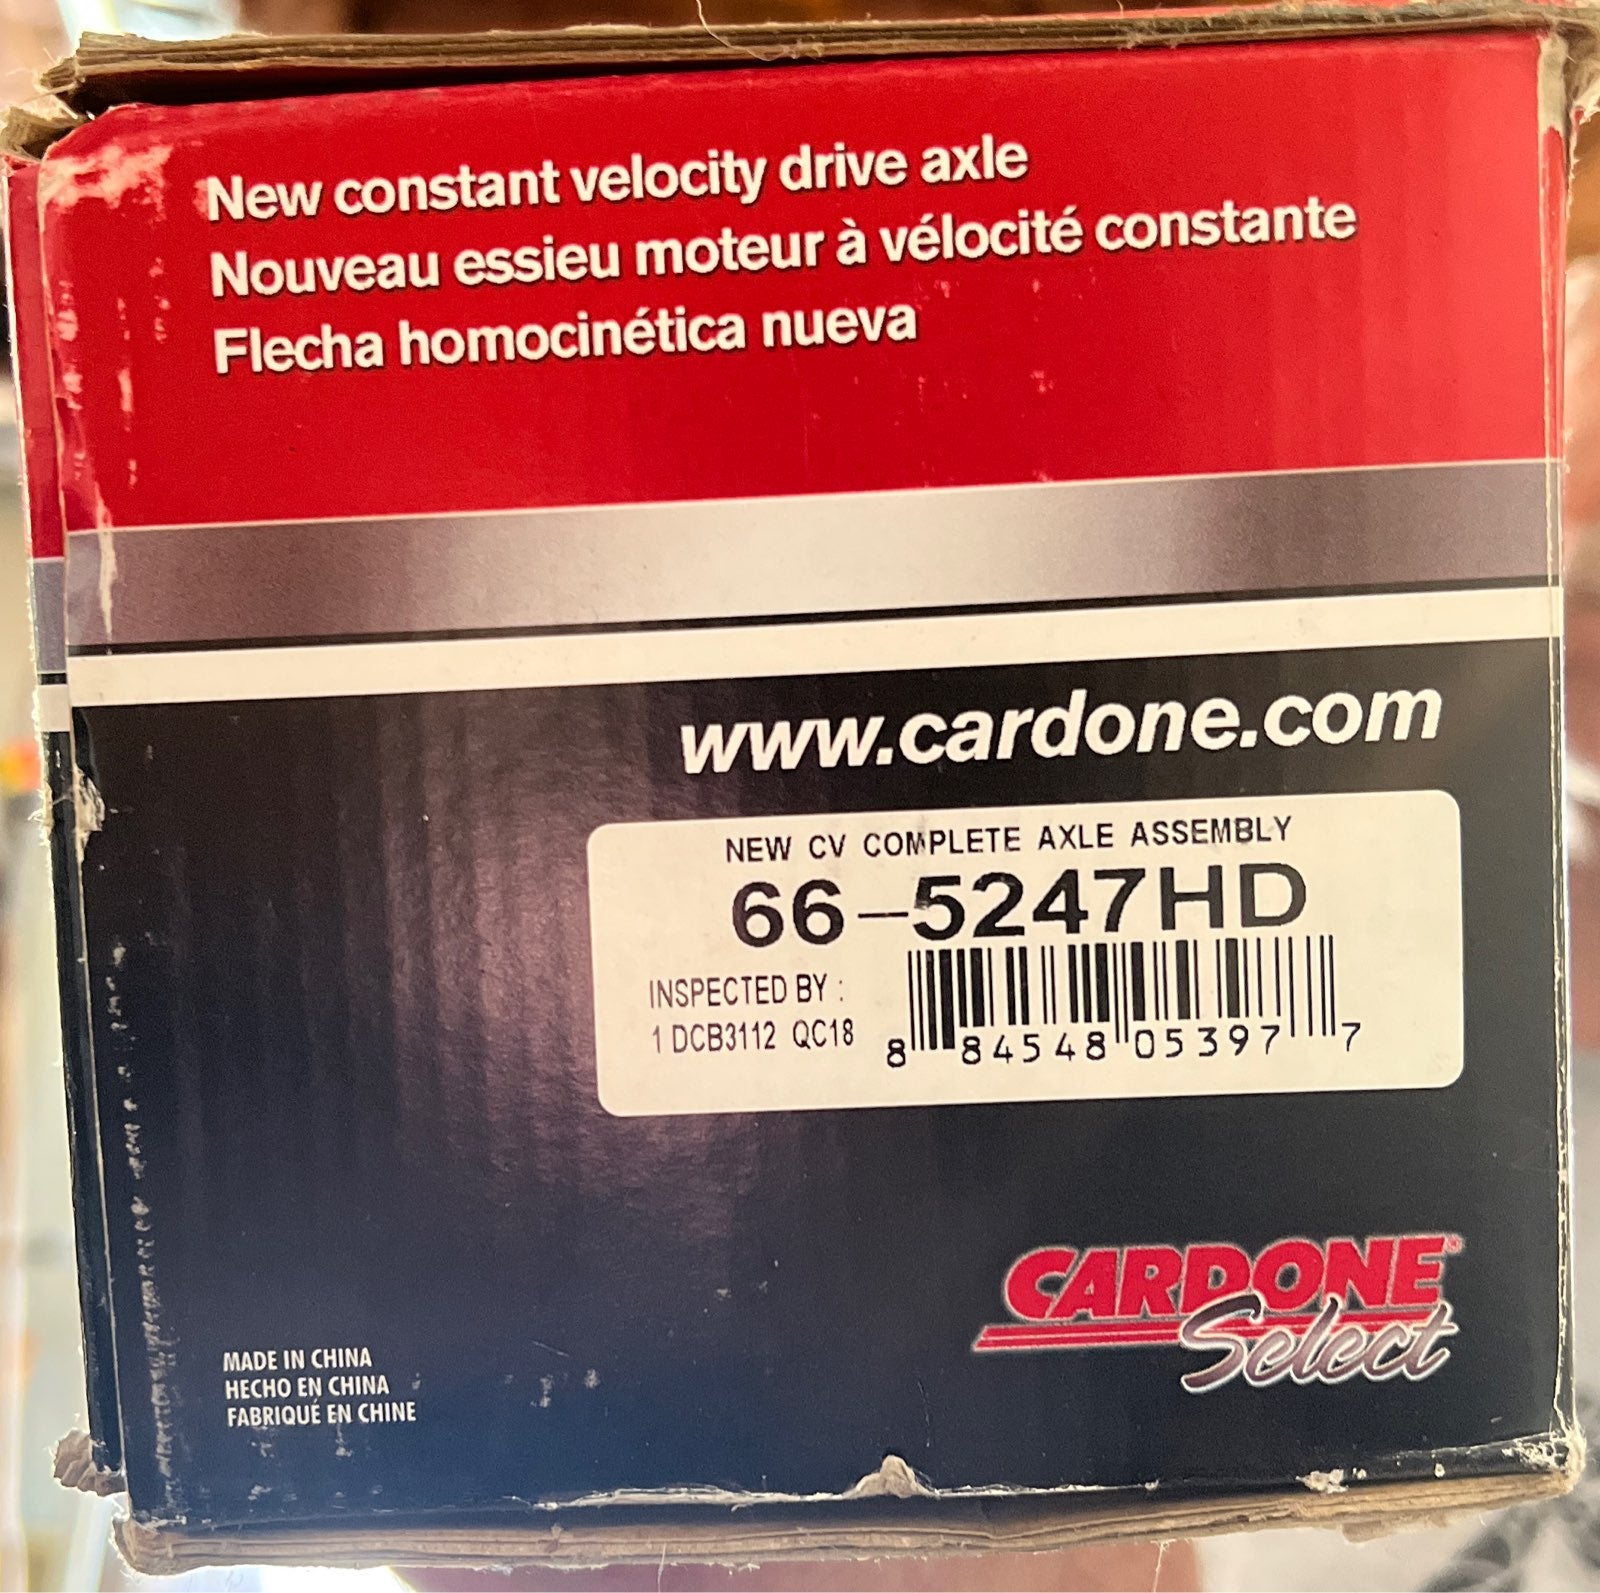 New constant velocity drive axle
Nouveau essieu moteur à vélocité constante
Flecha homocinética nueva
www.cardone.com
NEW CV COMPLETE AXLE ASSEMBLY
66-5247HD
INSPECTED BY :
1 DCB3112 QC18
8 84548 05397 7
CARDONE®
Select
MADE IN CHINA
HECHO EN CHINA
FABRIQUÉ EN CHINE